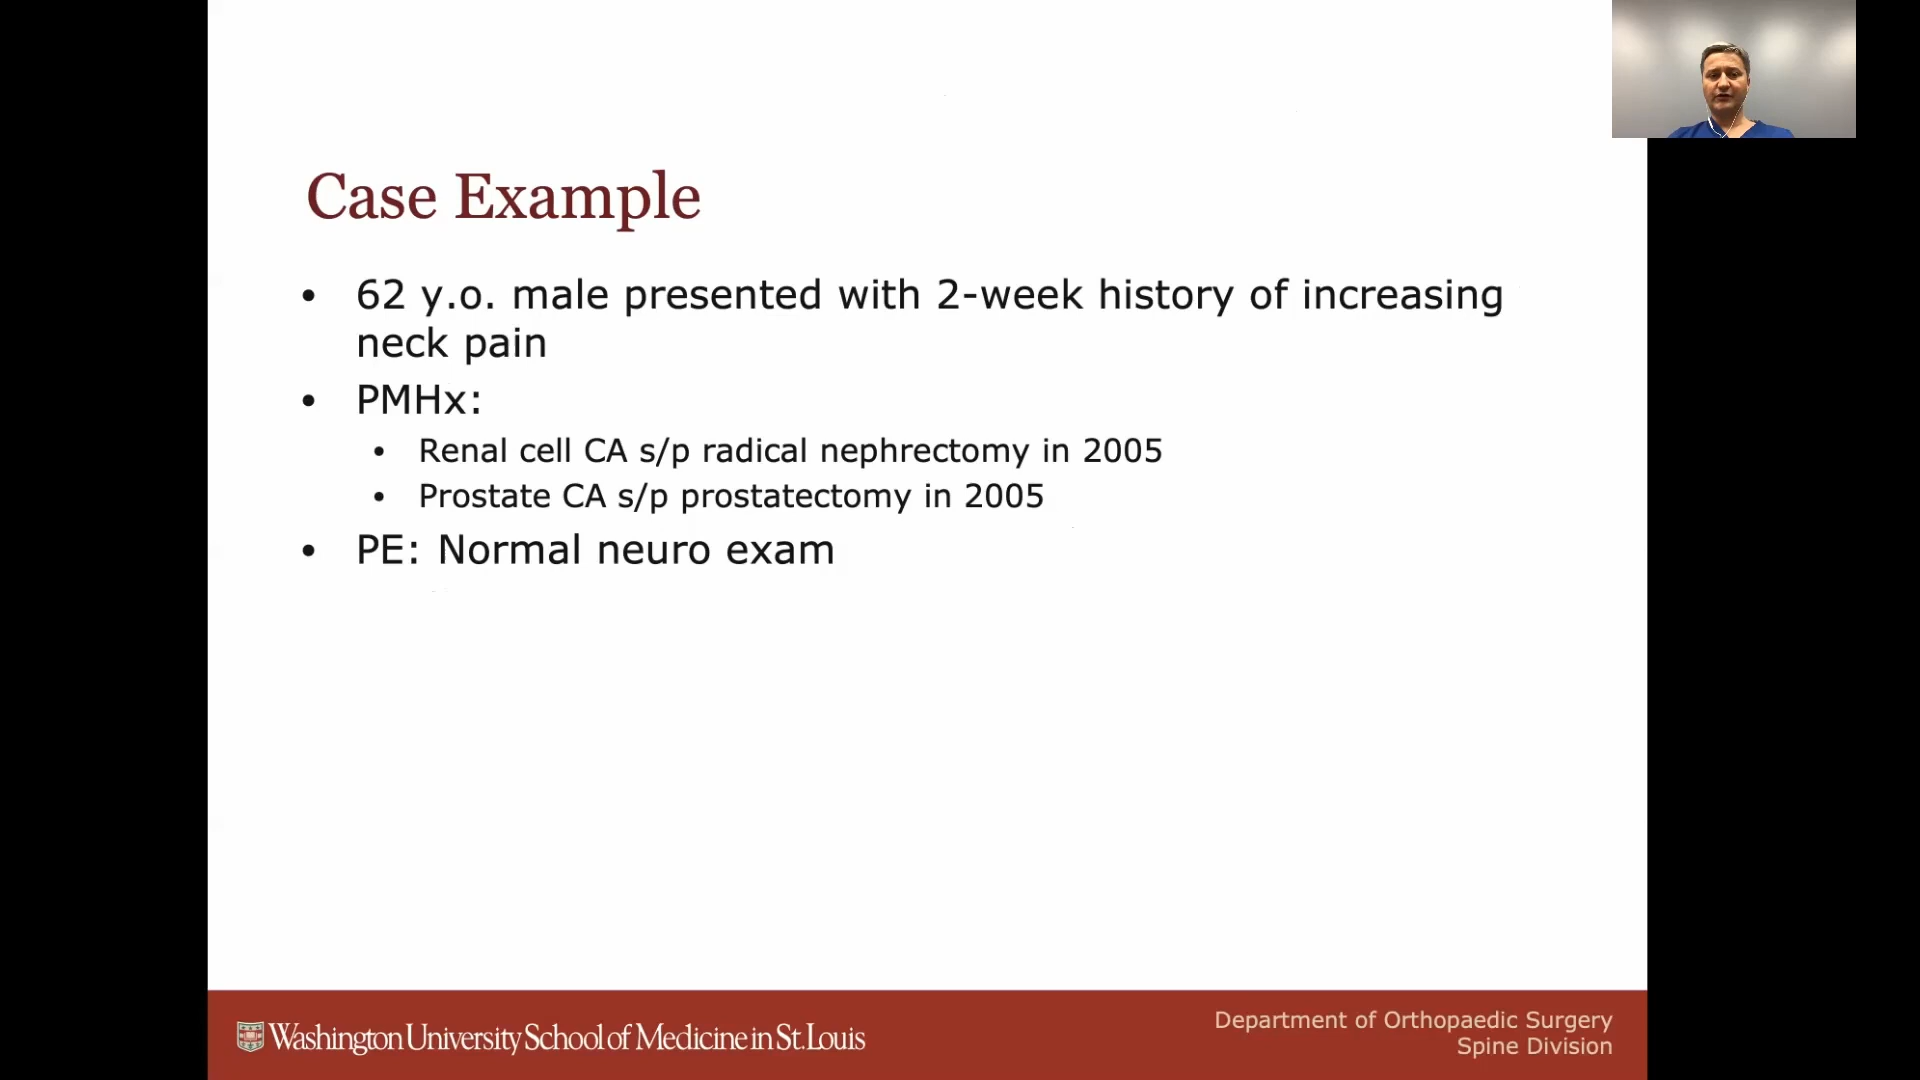 Case Example
• 62 y.o. male presented with 2-week history of increasing
neck pain
• PMHx:
• Renal cell CA s/p radical nephrectomy in 2005
• Prostate CA s/p prostatectomy in 2005
• PE: Normal neuro exam
Washington University School of Medicine in St. Louis
Department of Orthopaedic Surgery
Spine Division